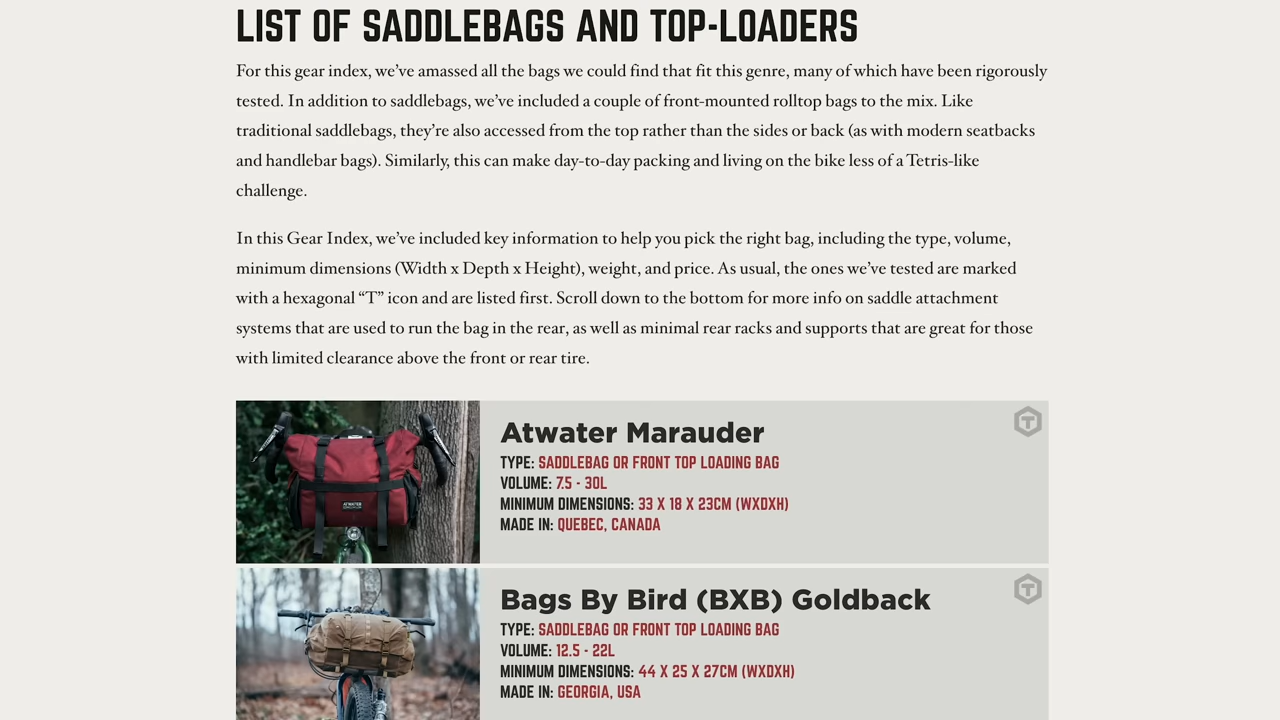 LIST OF SADDLEBAGS AND TOP-LOADERS
For this gear index, we’ve amassed all the bags we could find that fit this genre, many of which have been rigorously
tested. In addition to saddlebags, we’ve included a couple of front-mounted rolltop bags to the mix. Like
traditional saddlebags, they’re also accessed from the top rather than the sides or back (as with modern seatbacks
and handlebar bags). Similarly, this can make day-to-day packing and living on the bike less of a Tetris-like
challenge.
In this Gear Index, we’ve included key information to help you pick the right bag, including the type, volume,
minimum dimensions (Width x Depth x Height), weight, and price. As usual, the ones we’ve tested are marked
with a hexagonal “T” icon and are listed first. Scroll down to the bottom for more info on saddle attachment
systems that are used to run the bag in the rear, as well as minimal rear racks and supports that are great for those
with limited clearance above the front or rear tire.
ATWATER
Atwater Marauder
T
TYPE: SADDLEBAG OR FRONT TOP LOADING BAG
VOLUME: 7.5 - 30L
MINIMUM DIMENSIONS: 33 X 18 X 23CM (WXDXH)
MADE IN: QUEBEC, CANADA
Bags By Bird (BXB) Goldback
T
TYPE: SADDLEBAG OR FRONT TOP LOADING BAG
VOLUME: 12.5 - 22L
MINIMUM DIMENSIONS: 44 X 25 X 27CM (WXDXH)
MADE IN: GEORGIA, USA